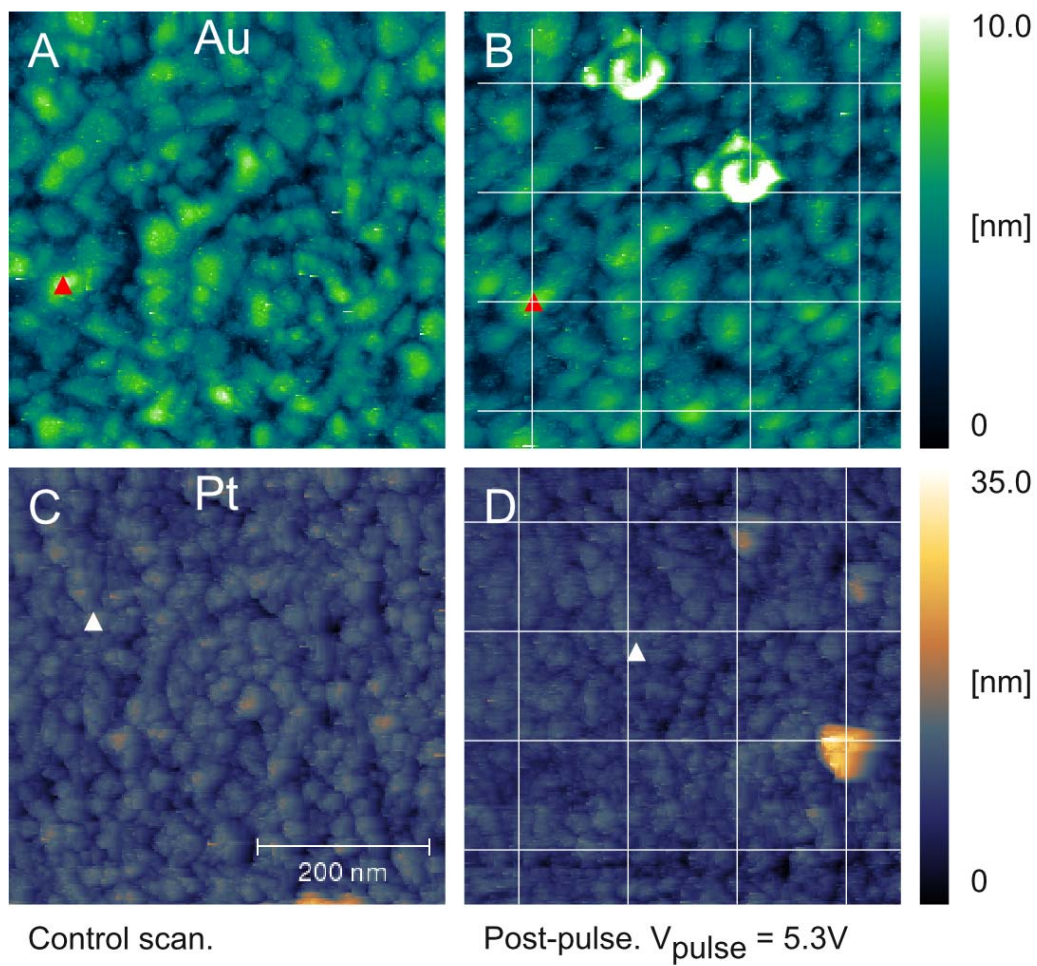 A
Au
B
10.0
[nm]
0
C
Pt
D
35.0
[nm]
0
200 nm
Control scan.
Post-pulse. Vpulse = 5.3V